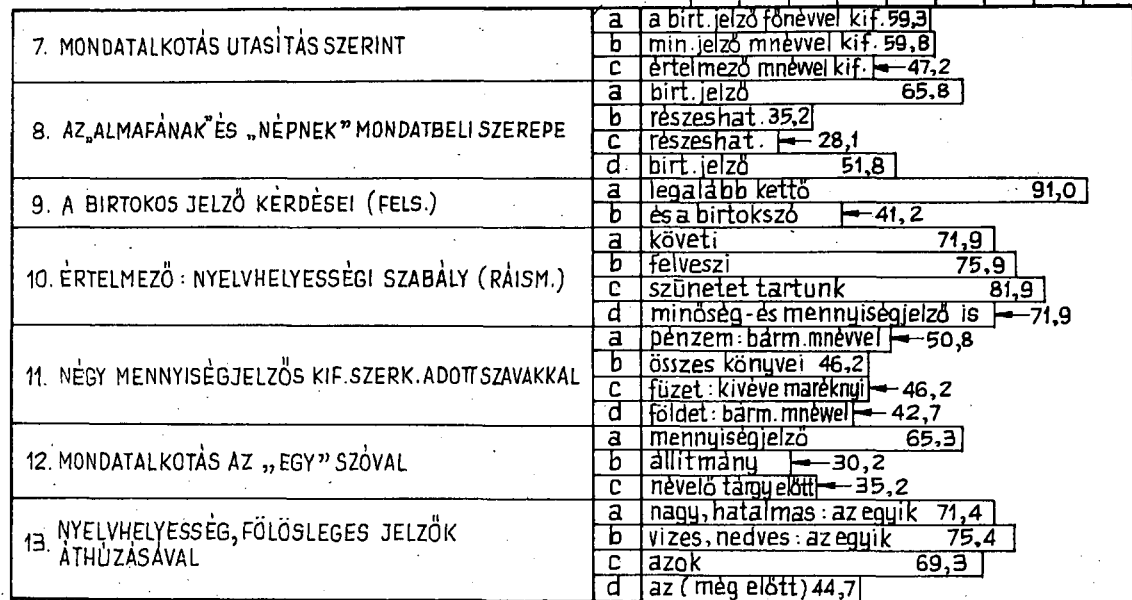 7. MONDATALKOTÁS UTASÍTÁS SZERINT
a a birt. jelző főnévvel kif. 59,3
b min. jelző mnévvel kif. 59,8
c értelmező mnévvel kif. 47,2
8. AZ „ALMAFÁNAK” ÉS „NÉPNEK” MONDATBELI SZEREPE
a birt. jelző 65,8
b részeshat. 35,2
c részeshat. 28,1
d birt. jelző 51,8
9. A BIRTOKOS JELZŐ KÉRDÉSEI (FELS.)
a legalább kettő 91,0
b és a birtokszó 41,2
10. ÉRTELMEZŐ: NYELVHELYESSÉGI SZABÁLY (RÁISM.)
a követi 71,9
b felveszi 75,9
c szünetet tartunk 81,9
d minőség- és mennyiségjelző is 71,9
11. NÉGY MENNYISÉGJELZŐS KIF. SZERK. ADOTT SZAVAKKAL
a pénzem: bárm. mnévvel 50,8
b összes könyvei 46,2
c füzet: kivéve maréknyi 46,2
d földet: bárm. mnévvel 42,7
12. MONDATALKOTÁS AZ „EGY” SZÓVAL
a mennyiségjelző 65,3
b állítmány 30,2
c névelő tárgy előtt 35,2
13. NYELVHELYESSÉG, FÖLÖSLEGES JELZŐK
ÁTHÚZÁSÁVAL
a nagy, hatalmas: az egyik 71,4
b vizes, nedves: az egyik 75,4
c azok 69,3
d az (még előtt) 44,7